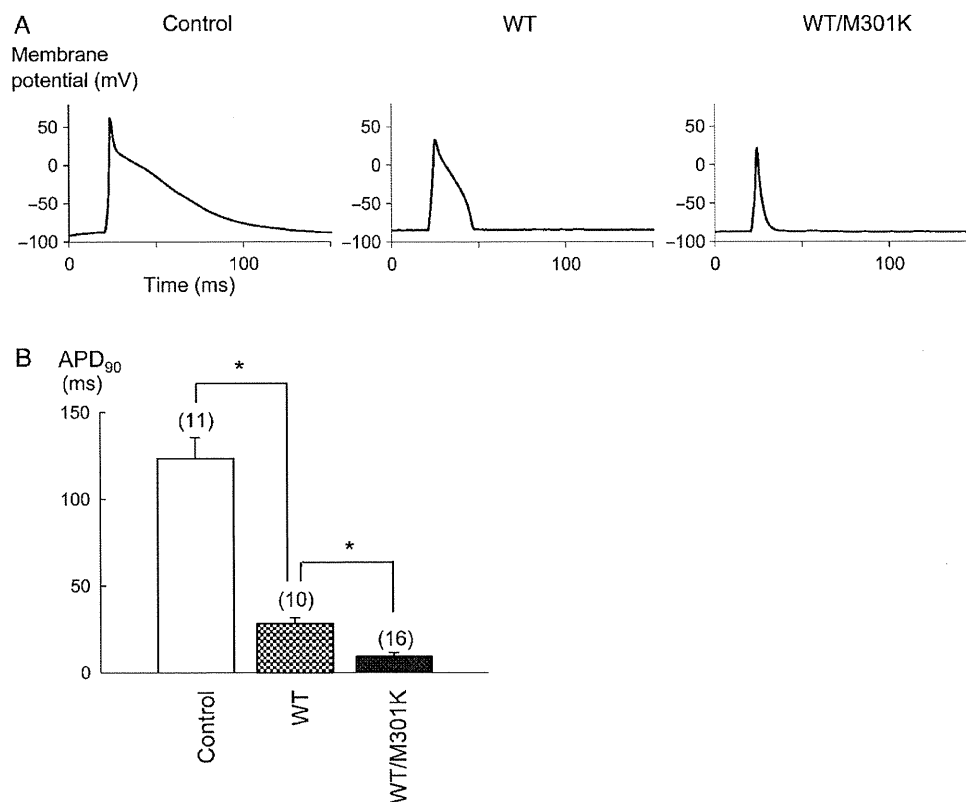 A Control WT WT/M301K
Membrane
potential (mV)
50 50 50
0 0 0
−50 −50 −50
−100 −100 −100
0 100 0 100 0 100
Time (ms)
B APD90
(ms)
*
150
(11)
100
*
50
(10)
(16)
0
Control WT WT/M301K